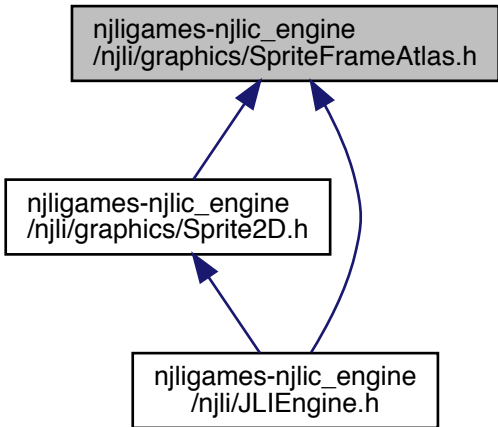 njligames-njlic_engine
/njli/graphics/SpriteFrameAtlas.h
njligames-njlic_engine
/njli/graphics/Sprite2D.h
njligames-njlic_engine
/njli/JLIEngine.h